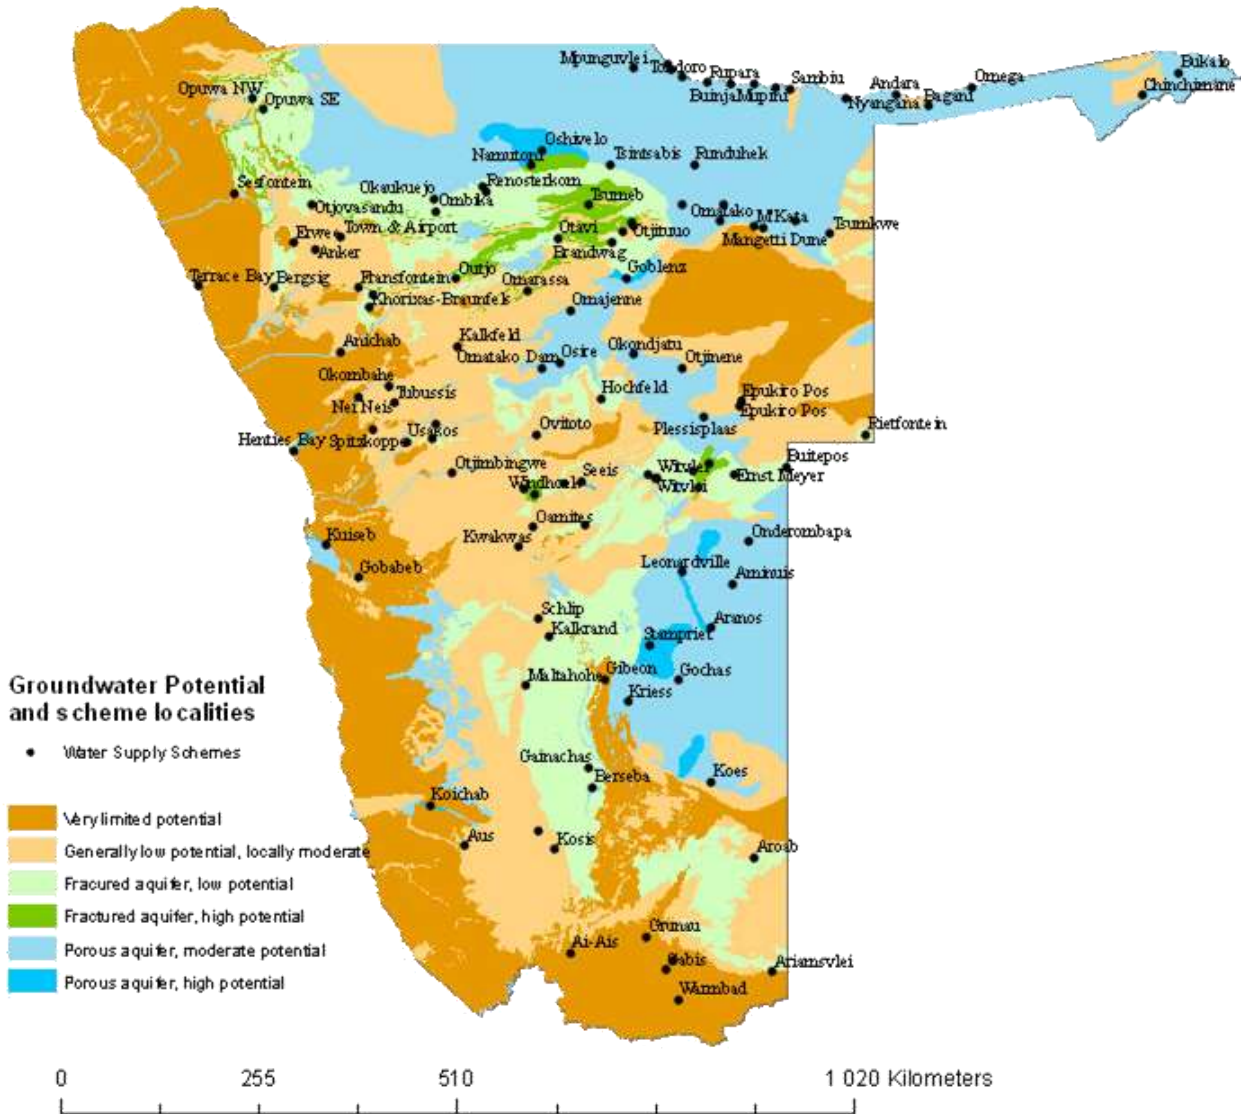 Mpunguvlei
Tondoro
Rupara
Sambiu
Andara
Omega
Bukalo
Chinchimane
Buinja
Mupini
Nyangana
Bagani
Opuwa NW
Opuwa SE
Oshivelo
Namutoni
Tsintsabis
Runduhek
Sesfontein
Okaukuejo
Renosterkom
Ombika
Tsumeb
Otjovasandu
Omatako
M'Kata
Tsumkwe
Erwe
Town & Airport
Otavi
Otjituuo
Mangetti Dune
Anker
Brandwag
Terrace Bay
Bergsig
Fransfontein
Outjo
Goblenz
Omarassa
Khorixas-Braunfels
Omajenne
Anichab
Kalkfeld
Omatako Dam
Osire
Okondjatu
Otjinene
Okombahe
Tubussis
Hochfeld
Epukiro Pos
Epukiro Pos
Nei Neis
Plessisplaas
Rietfontein
Henties Bay
Spitzkoppe
Usakos
Ovitoto
Otjimbingwe
Seeis
Witvlei
Witvlei
Buitepos
Ernst Meyer
Windhoek
Oamites
Kuiseb
Kwakwas
Onderombapa
Gobabeb
Leonardville
Aminuis
Schlip
Kalkrand
Aranos
Stampriet
Maltahohe
Gibeon
Gochas
Kriess
Groundwater Potential
and scheme localities
Water Supply Schemes
Gainachas
Berseba
Koes
Koichab
Aus
Kosis
Aroab
Very limited potential
Generally low potential, locally moderate
Fracured aquifer, low potential
Fractured aquifer, high potential
Porous aquifer, moderate potential
Porous aquifer, high potential
Grunau
Ai-Ais
Ariamsvlei
Warmbad
0 255 510 1 020 Kilometers